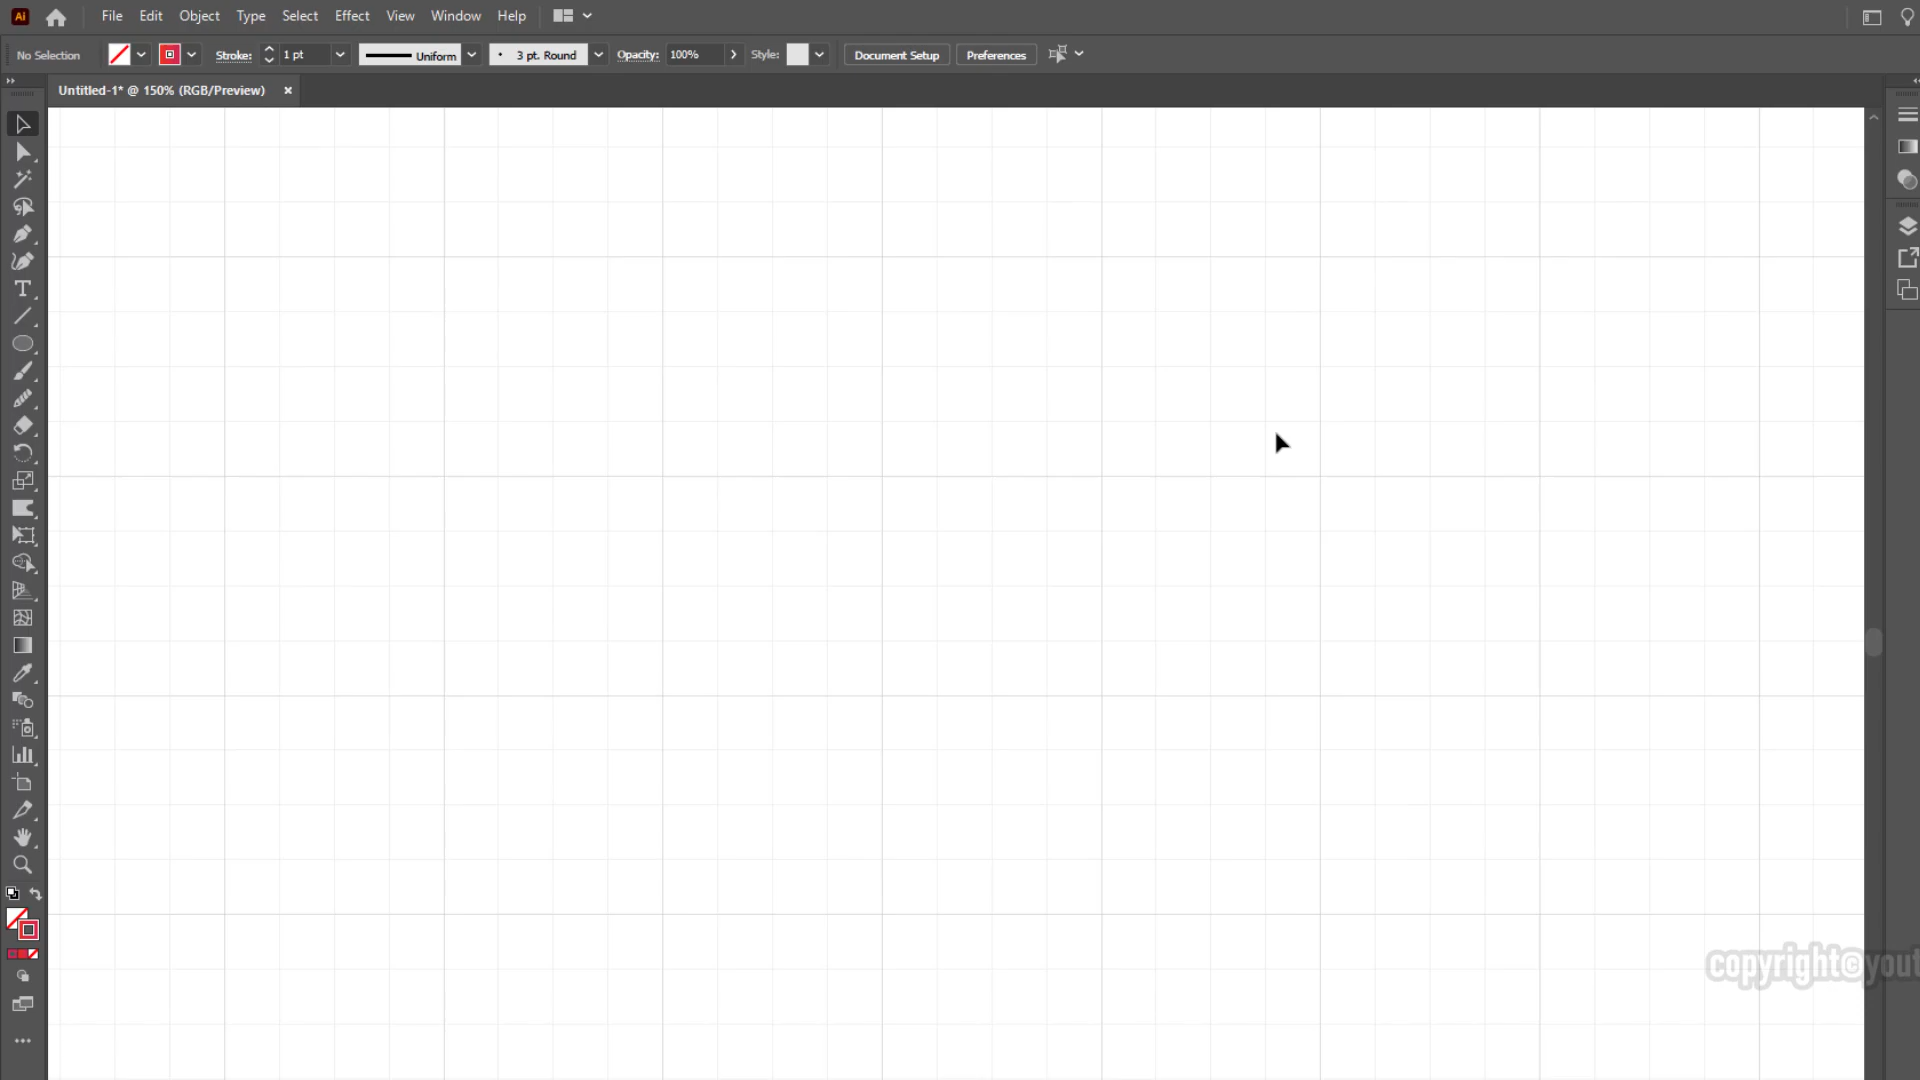 Ai File Edit Object Type Select Effect View Window Help
No Selection Stroke: 1 pt Uniform 3 pt. Round Opacity: 100% Style: Document Setup Preferences
Untitled-1* @ 150% (RGB/Preview)
copyright©yout